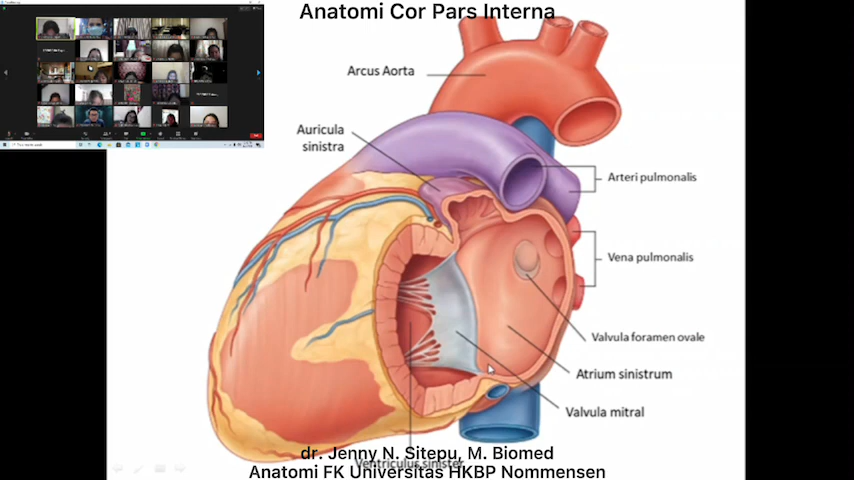 Anatomi Cor Pars Interna
Arcus Aorta
Auricula
sinistra
Arteri pulmonalis
Vena pulmonalis
Valvula foramen ovale
Atrium sinistrum
Valvula mitral
Ventriculus sinister
dr. Jenny N. Sitepu, M. Biomed
Anatomi FK Universitas HKBP Nommensen